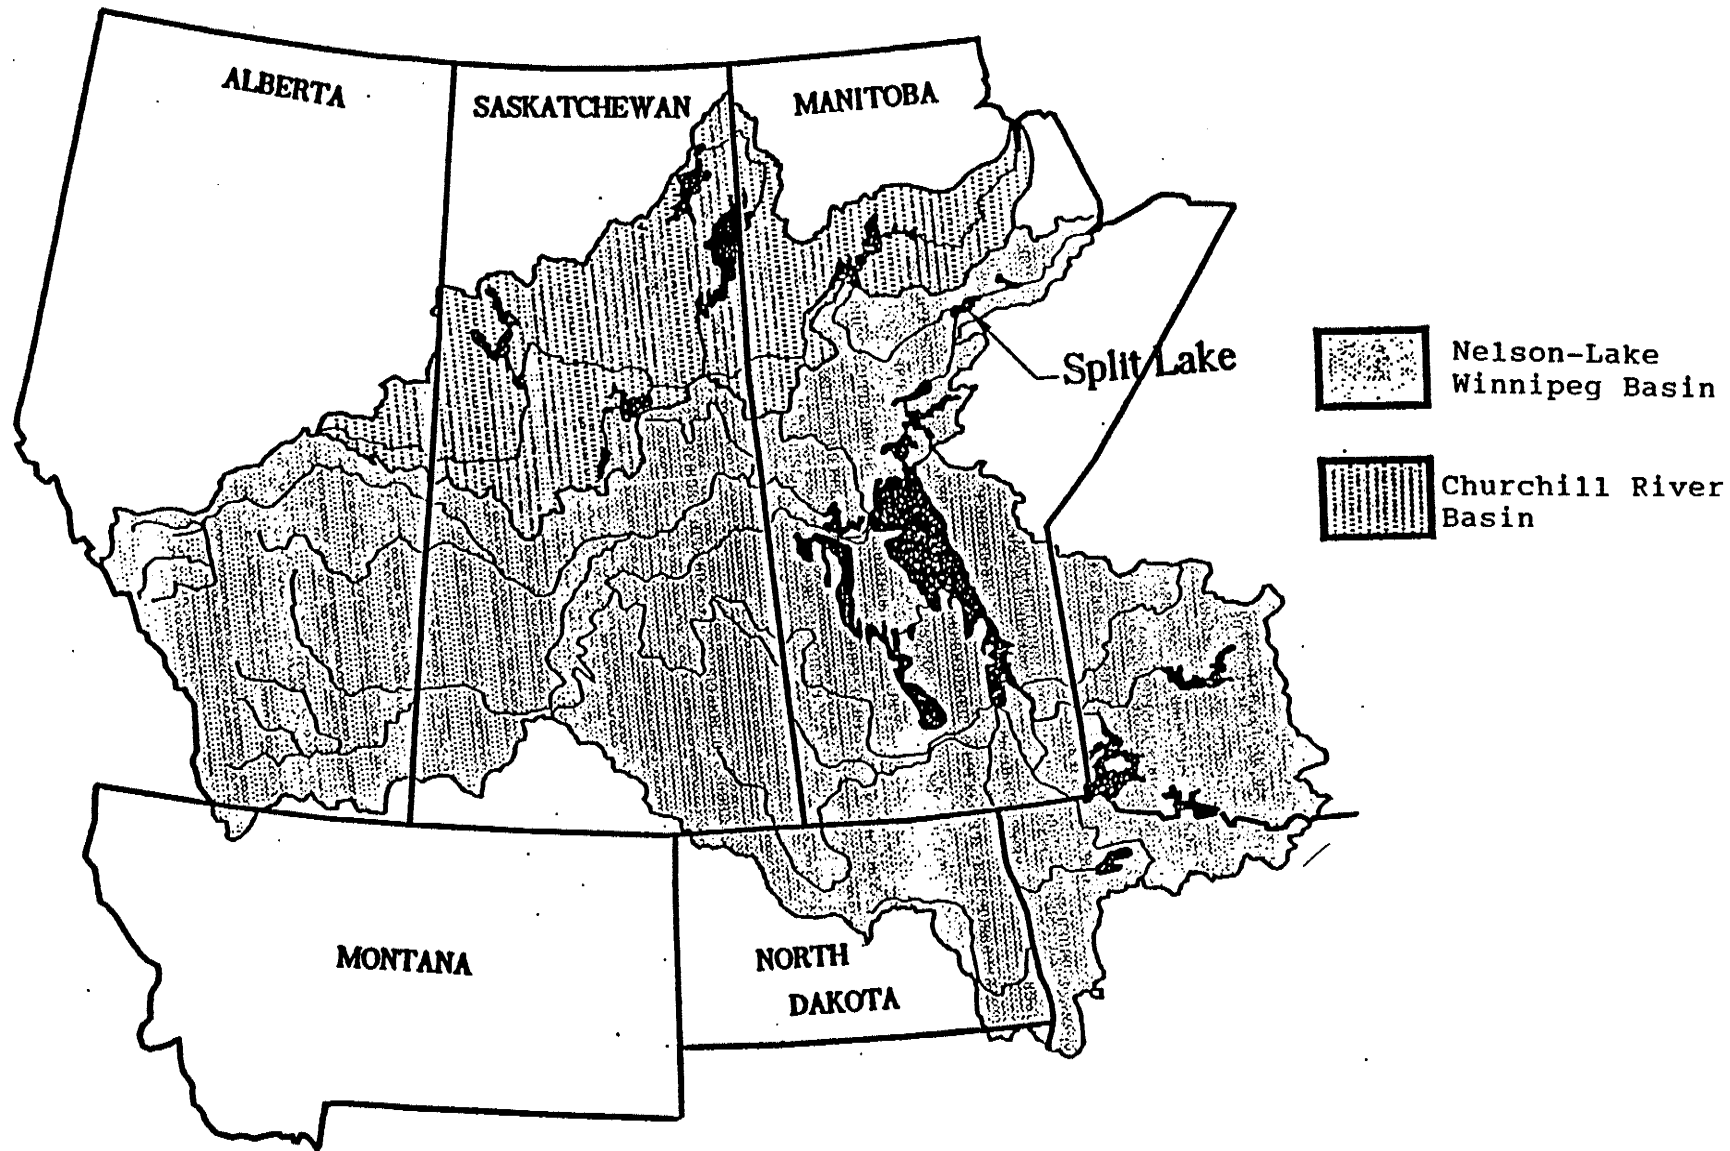 ALBERTA
SASKATCHEWAN
MANITOBA
Split Lake
Nelson-Lake
Winnipeg Basin
Churchill River
Basin
MONTANA
NORTH
DAKOTA